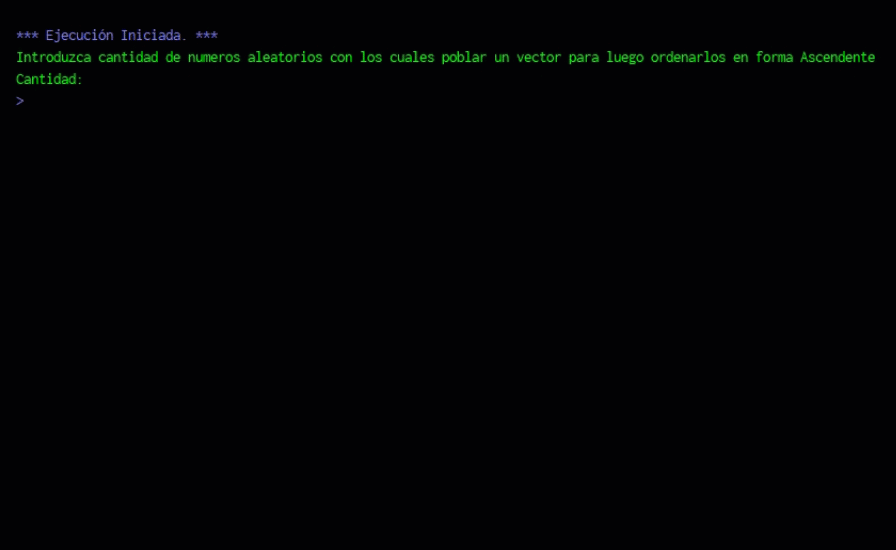 *** Ejecución Iniciada. ***
Introduzca cantidad de numeros aleatorios con los cuales poblar un vector para luego ordenarlos en forma Ascendente
Cantidad:
>